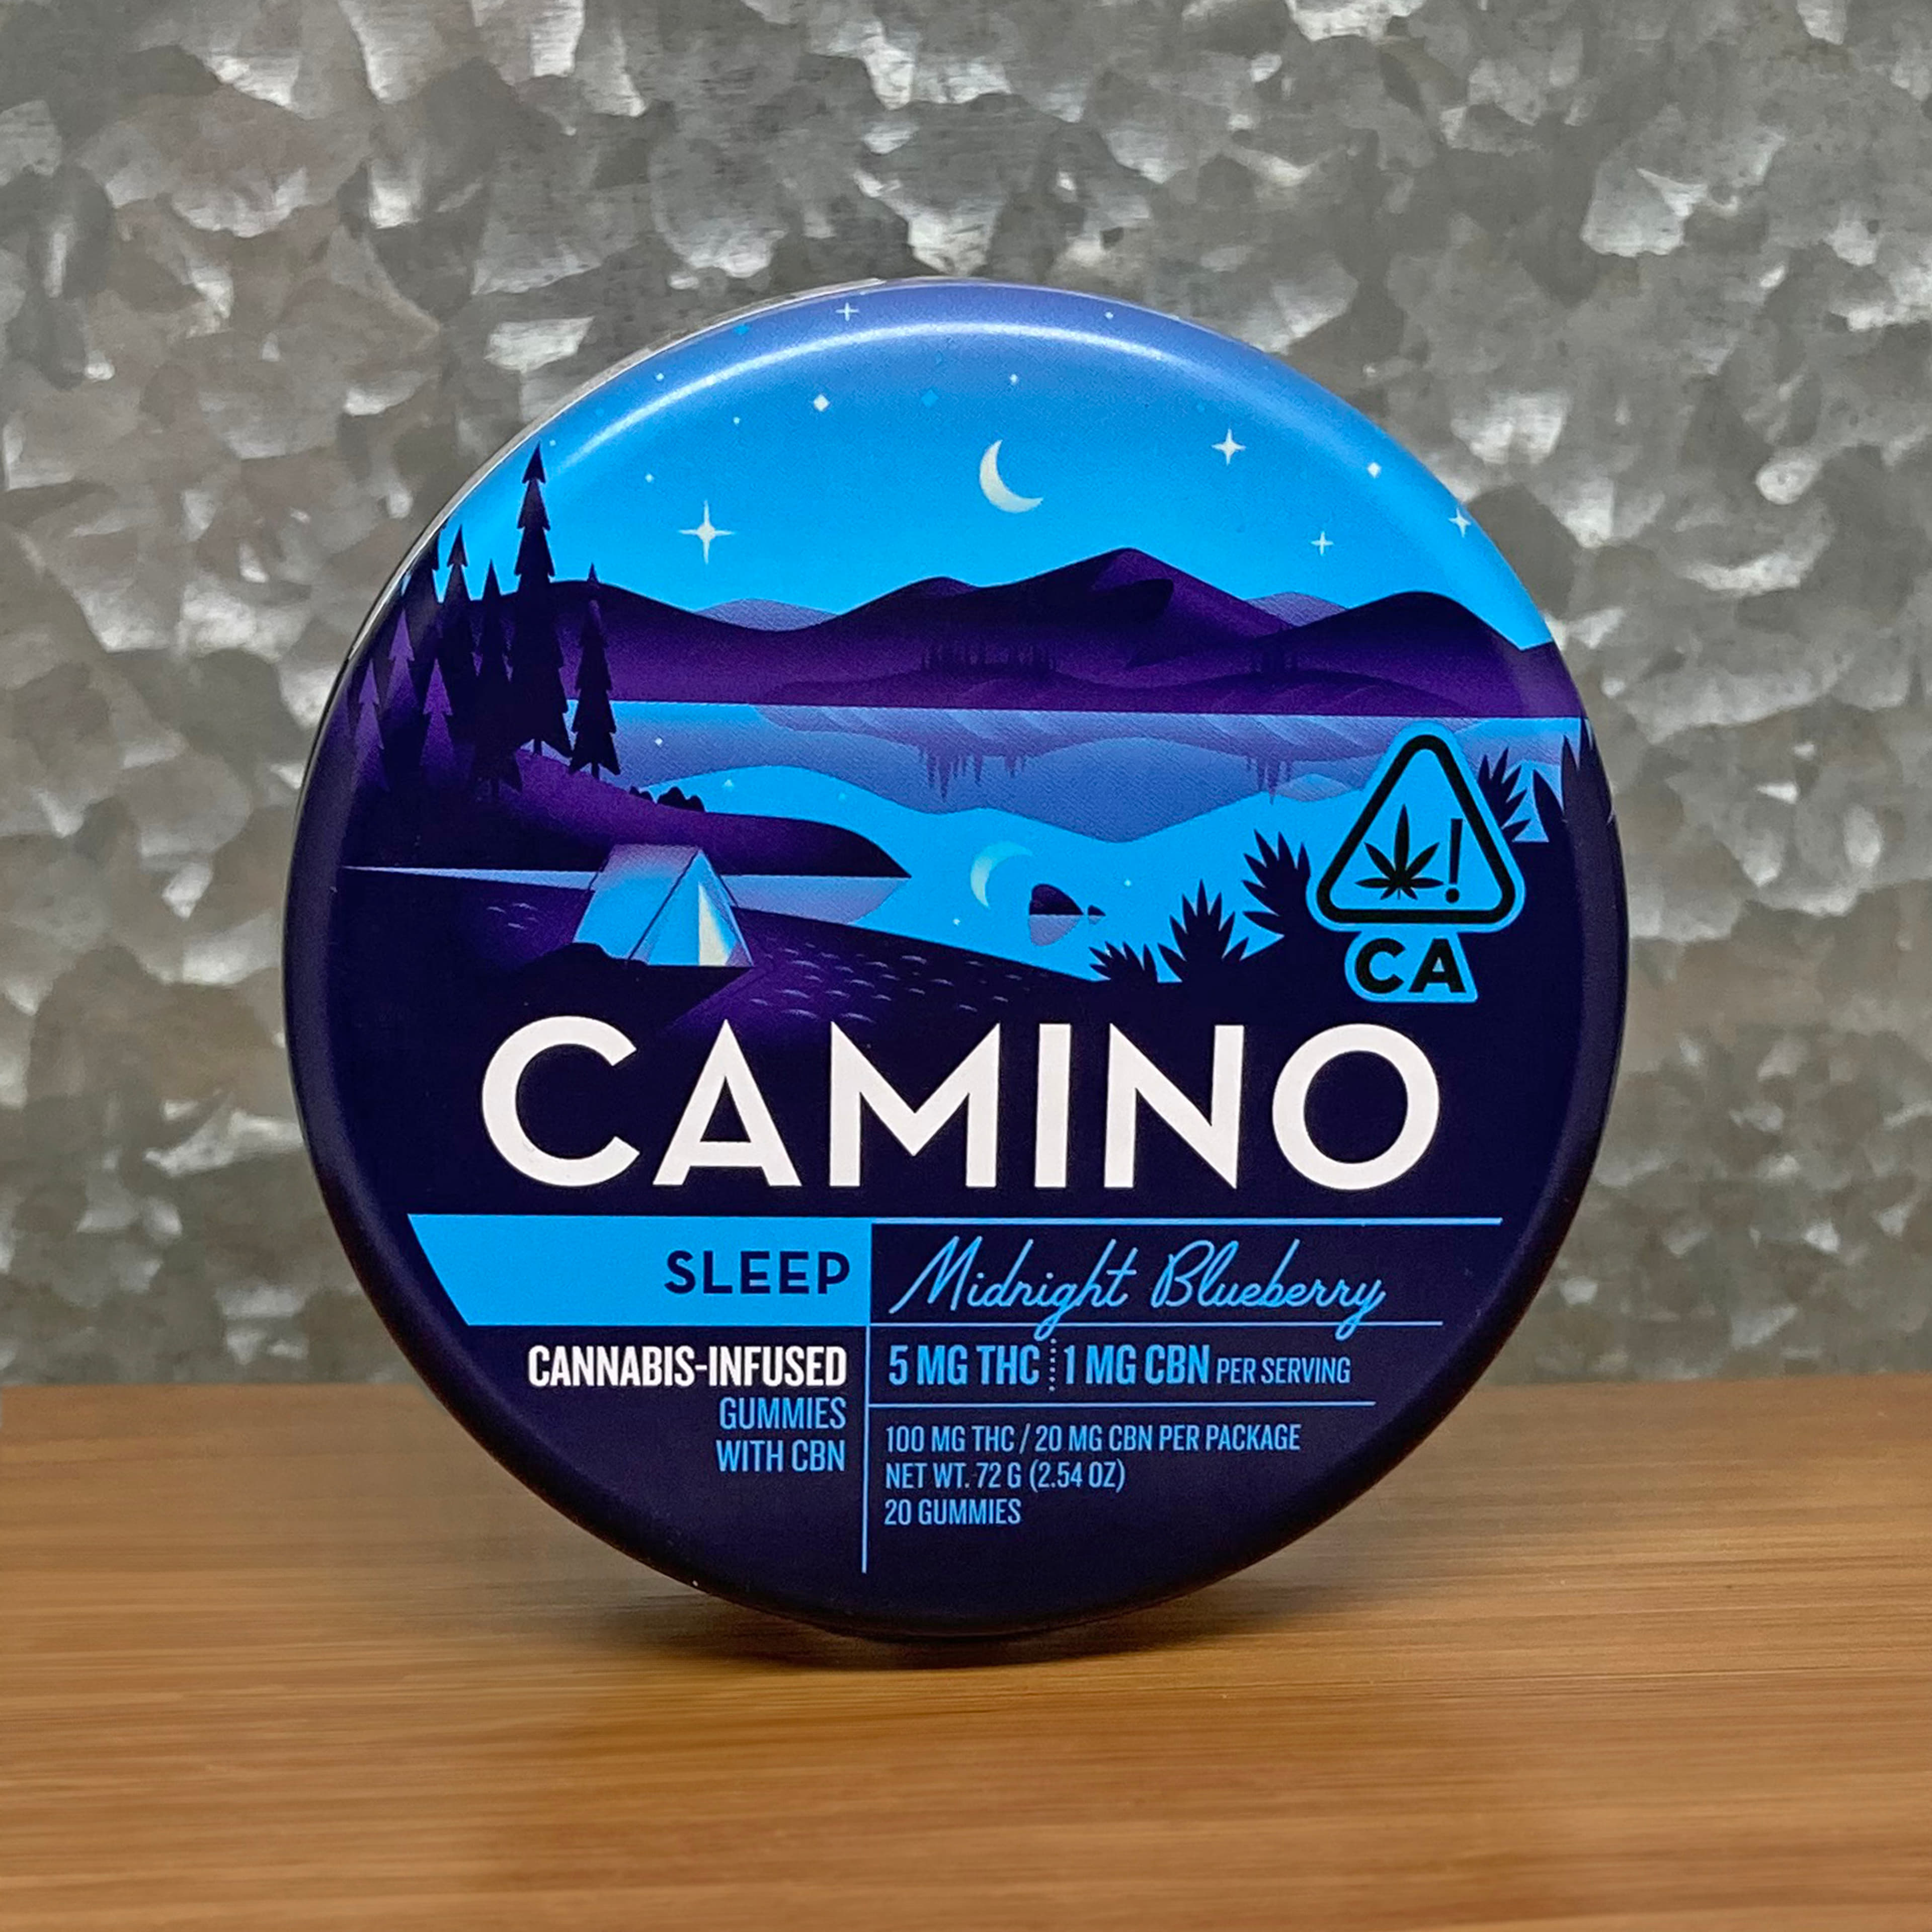 CA
CAMINO
SLEEP
Midnight Blueberry
CANNABIS-INFUSED
GUMMIES
WITH CBN
5 MG THC 1 MG CBN PER SERVING
100 MG THC / 20 MG CBN PER PACKAGE
NET WT. 72 G (2.54 OZ)
20 GUMMIES